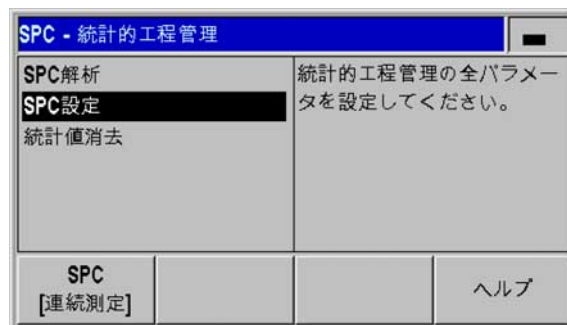 SPC - 統計的工程管理
SPC解析
SPC設定
統計値消去
統計的工程管理の全パラメー
タを設定してください。
SPC
[連続測定]
ヘルプ